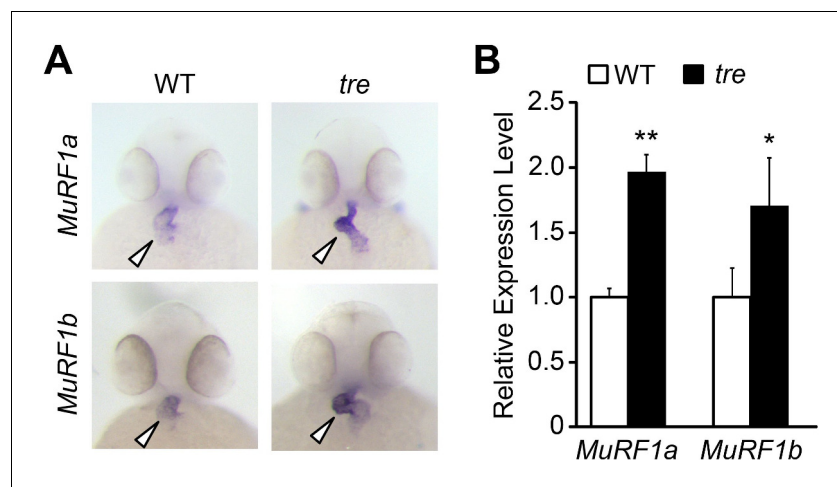 A
WT
tre
MuRF1a
MuRF1b
B
WT tre
Relative Expression Level
2.5
2.0
1.5
1.0
0.5
0
**
*
MuRF1a MuRF1b